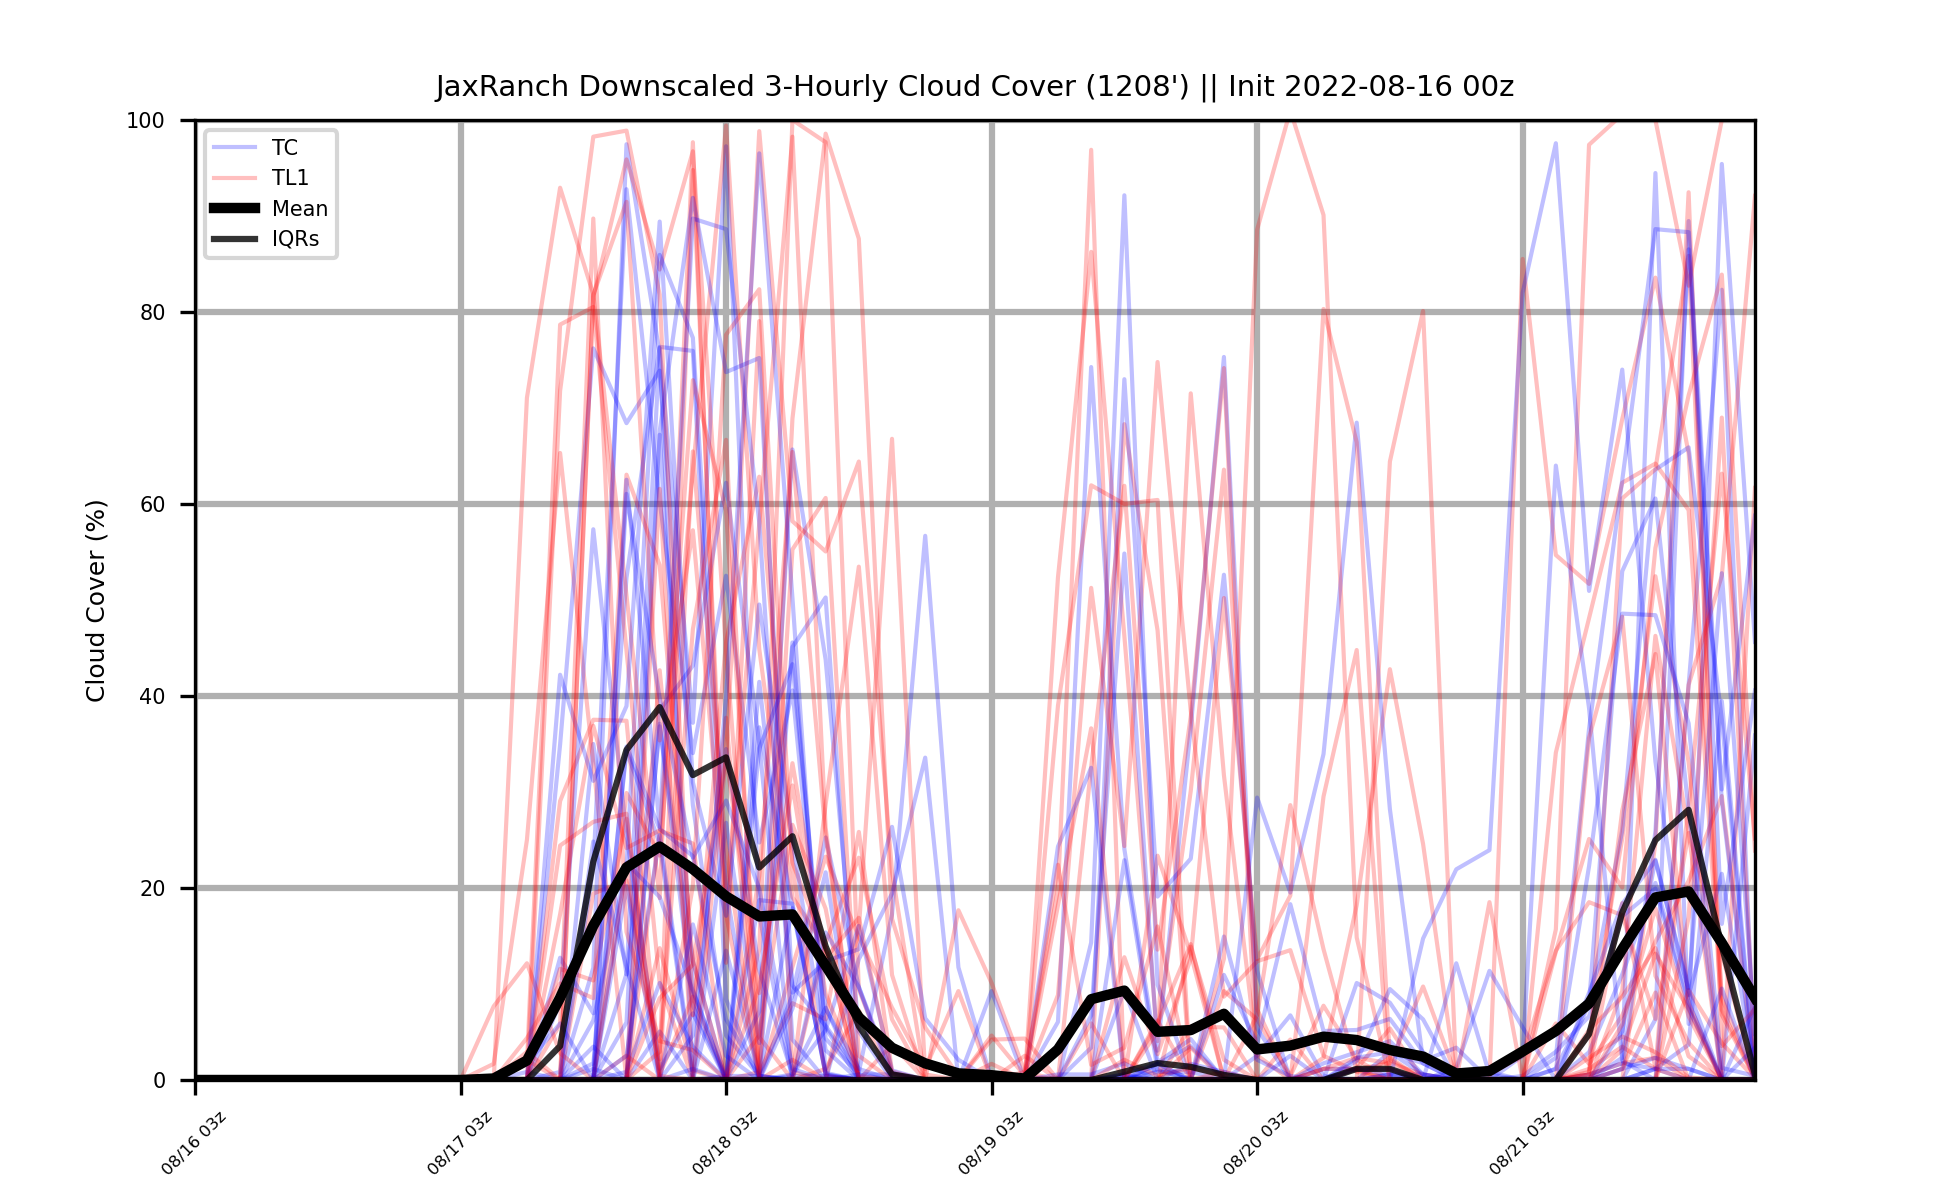 JaxRanch Downscaled 3-Hourly Cloud Cover (1208') || Init 2022-08-16 00z
100
80
60
40
20
0
Cloud Cover (%)
TC
TL1
Mean
IQRs
08/16 03z
08/17 03z
08/18 03z
08/19 03z
08/20 03z
08/21 03z